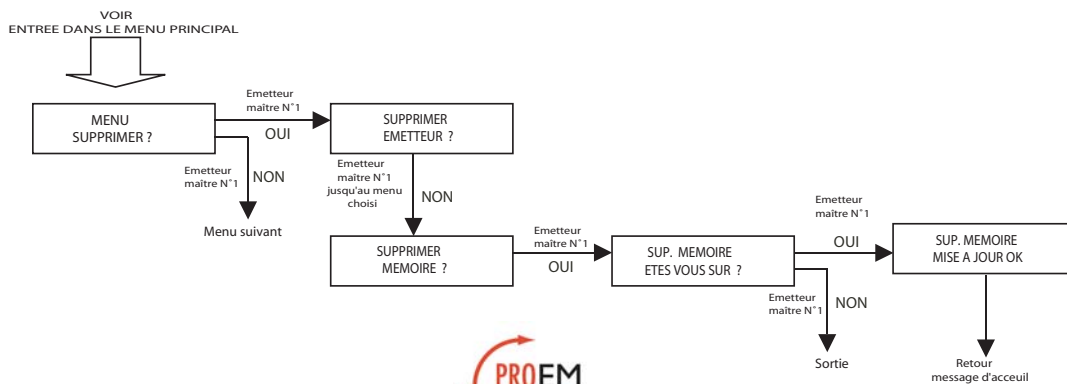 VOIR
ENTREE DANS LE MENU PRINCIPAL
MENU
SUPPRIMER ?
Emetteur
maître N°1
OUI
Emetteur
maître N°1
NON
Menu suivant
SUPPRIMER
EMETTEUR ?
Emetteur
maître N°1
jusqu'au menu
choisi
NON
SUPPRIMER
MEMOIRE ?
Emetteur
maître N°1
OUI
SUP. MEMOIRE
ETES VOUS SUR ?
Emetteur
maître N°1
OUI
Emetteur
maître N°1
NON
Sortie
SUP. MEMOIRE
MISE A JOUR OK
Retour
message d'acceuil
PROEM